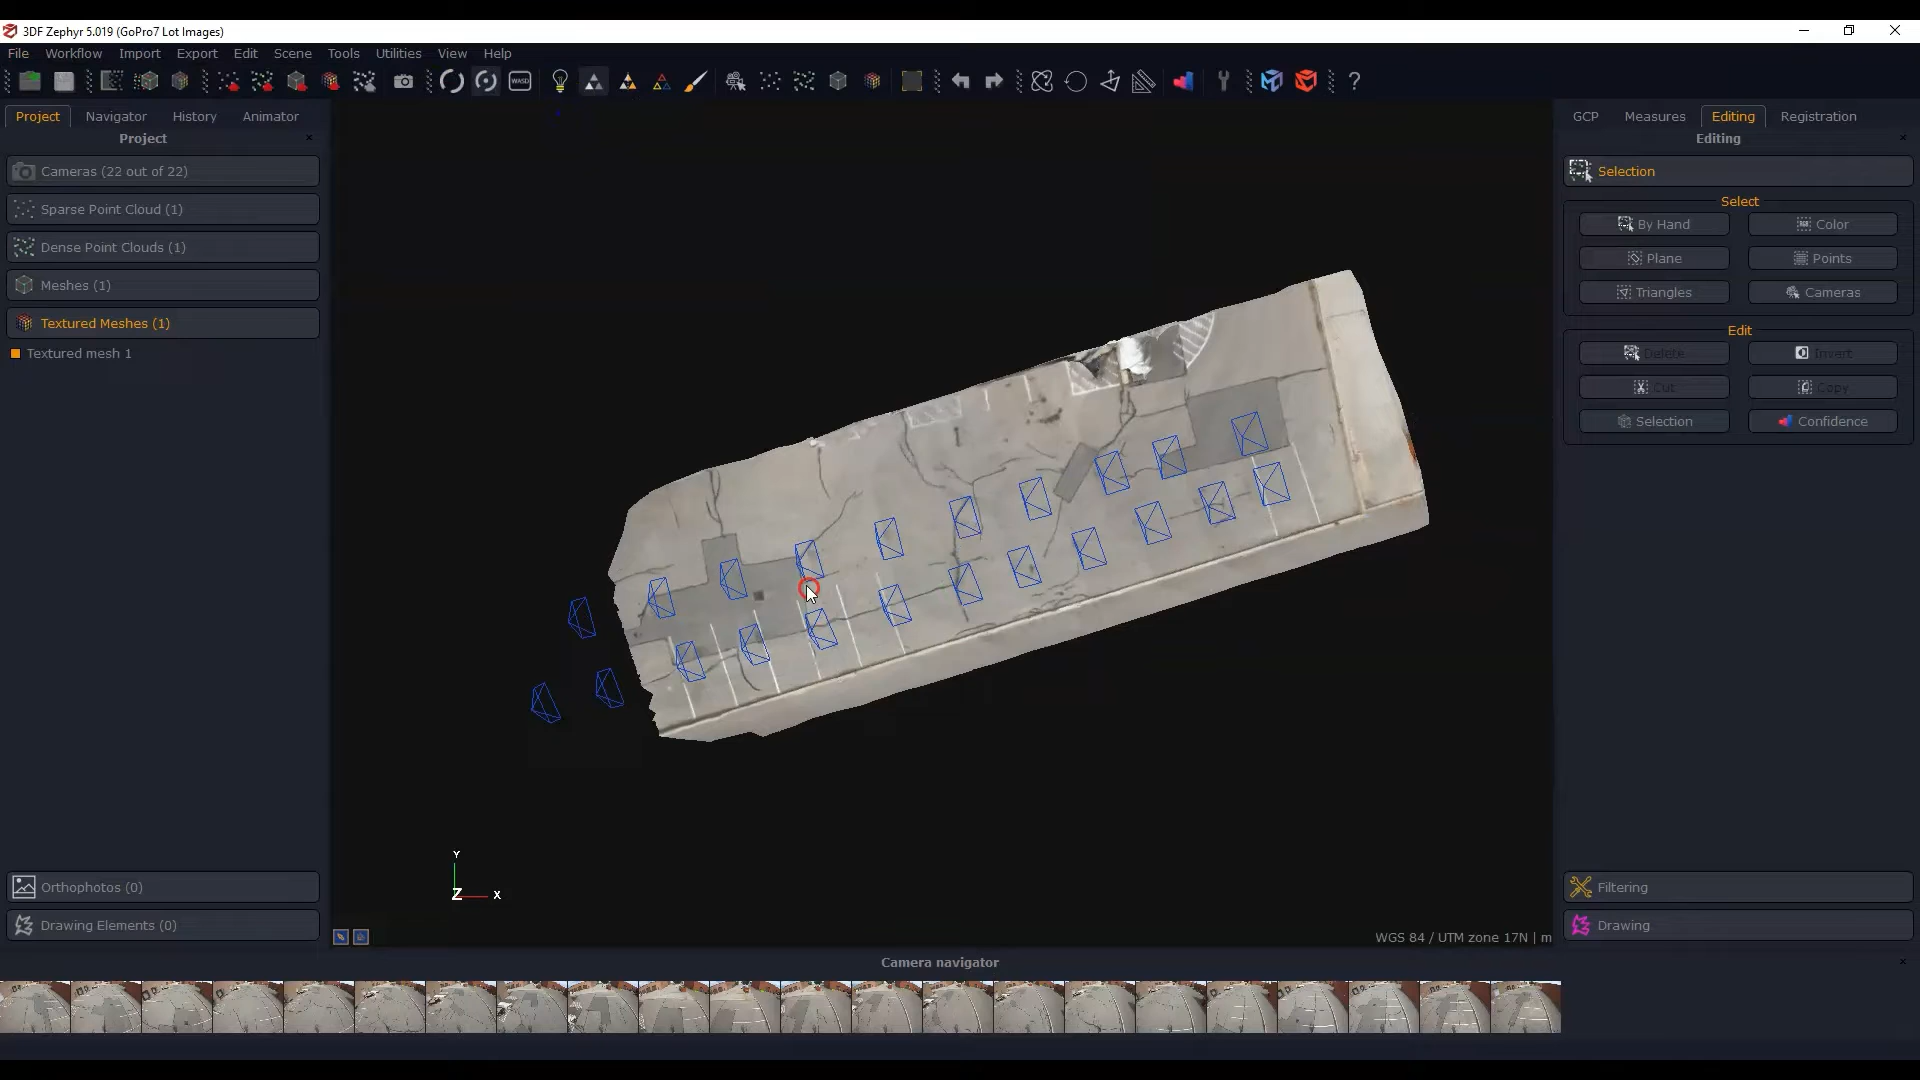 3DF Zephyr 5.019 (GoPro7 Lot Images)
File Workflow Import Export Edit Scene Tools Utilities View Help
WASD
Project Navigator History Animator
Project
Cameras (22 out of 22)
Sparse Point Cloud (1)
Dense Point Clouds (1)
Meshes (1)
Textured Meshes (1)
Textured mesh 1
Orthophotos (0)
Drawing Elements (0)
Y
Z X
WGS 84 / UTM zone 17N | m
GCP Measures Editing Registration
Editing
Selection
Select
By Hand Color
Plane Points
Triangles Cameras
Edit
Delete Invert
Cut Copy
Selection Confidence
Filtering
Drawing
Camera navigator